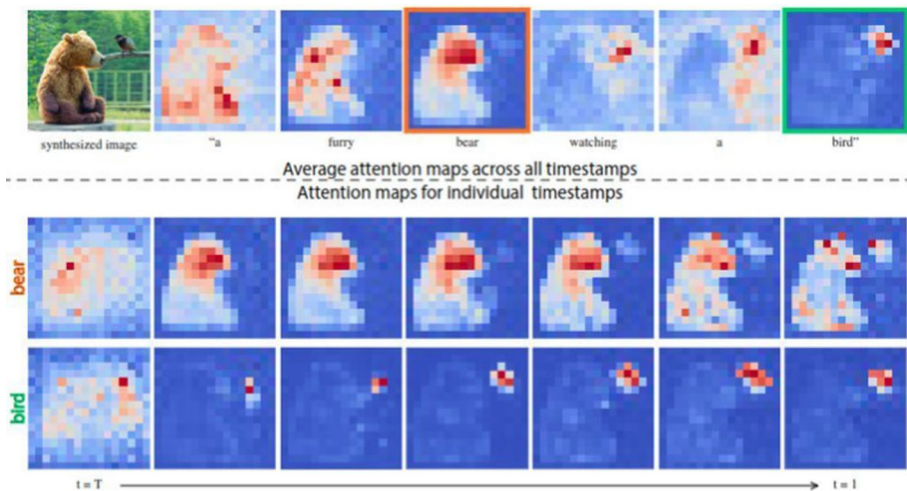 synthesized image "a furry bear watching a bird"
Average attention maps across all timestamps
Attention maps for individual timestamps
bear
bird
t = T t = 1